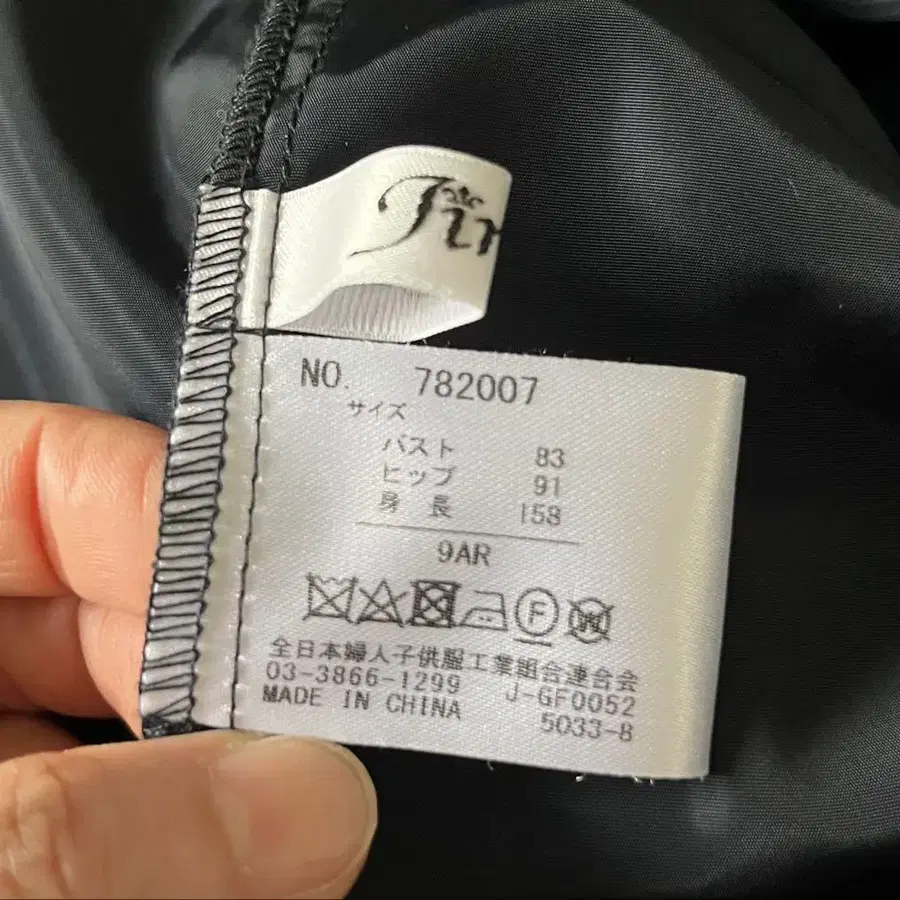 NO. 782007
サイズ
バスト 83
ヒップ 91
身長 158
9AR
F W
全日本婦人子供服工業組合連合会
03-3866-1299 J-GF0052
MADE IN CHINA 5033-8